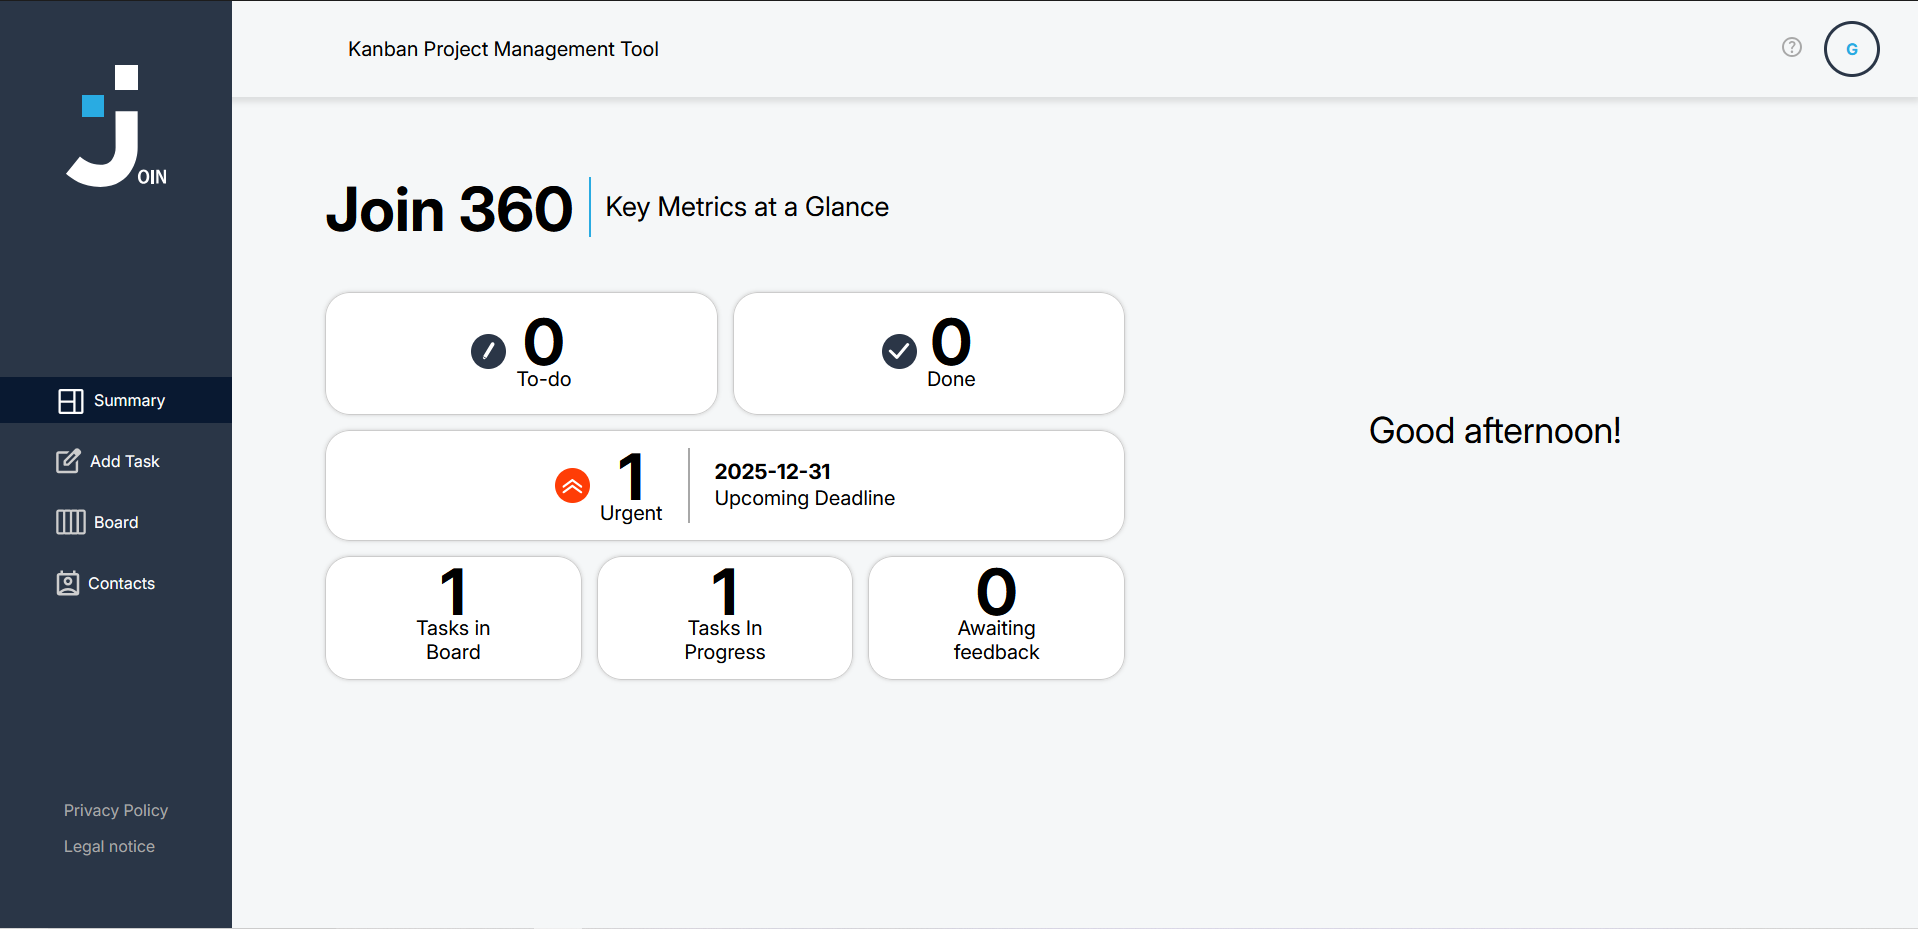 Kanban Project Management Tool
G
OIN
Join 360
Key Metrics at a Glance
0
To-do
0
Done
1
Urgent
2025-12-31
Upcoming Deadline
1
Tasks in
Board
1
Tasks In
Progress
0
Awaiting
feedback
Good afternoon!
Summary
Add Task
Board
Contacts
Privacy Policy
Legal notice